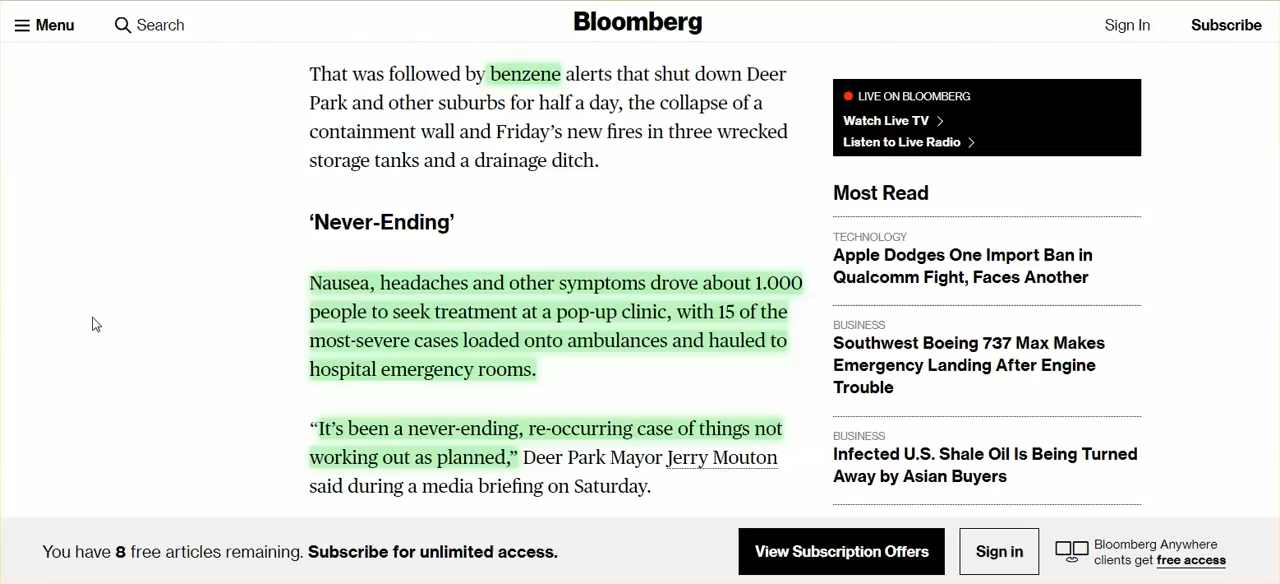 Menu
Search
Bloomberg
Sign In
Subscribe
That was followed by benzene alerts that shut down Deer
Park and other suburbs for half a day, the collapse of a
containment wall and Friday’s new fires in three wrecked
storage tanks and a drainage ditch.
‘Never-Ending’
Nausea, headaches and other symptoms drove about 1.000
people to seek treatment at a pop-up clinic, with 15 of the
most-severe cases loaded onto ambulances and hauled to
hospital emergency rooms.
“It’s been a never-ending, re-occurring case of things not
working out as planned,” Deer Park Mayor Jerry Mouton
said during a media briefing on Saturday.
LIVE ON BLOOMBERG
Watch Live TV
Listen to Live Radio
Most Read
TECHNOLOGY
Apple Dodges One Import Ban in
Qualcomm Fight, Faces Another
BUSINESS
Southwest Boeing 737 Max Makes
Emergency Landing After Engine
Trouble
BUSINESS
Infected U.S. Shale Oil Is Being Turned
Away by Asian Buyers
You have 8 free articles remaining. Subscribe for unlimited access.
View Subscription Offers
Sign in
Bloomberg Anywhere
clients get free access